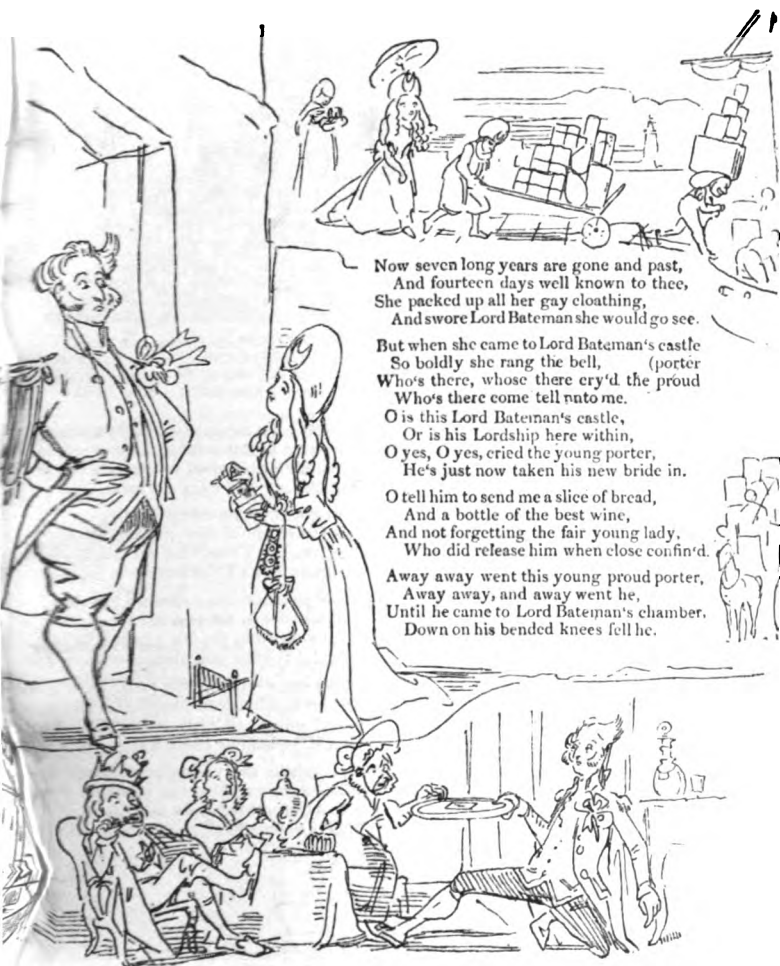 Now seven long years are gone and past,
And fourteen days well known to thee,
She packed up all her gay cloathing,
And swore Lord Bateman she would go see.
But when she came to Lord Bateman's castle
So boldly she rang the bell, (porter
Who's there, whose there cry'd the proud
Who's there come tell unto me.
O is this Lord Bateman's castle,
Or is his Lordship here within,
O yes, O yes, cried the young porter,
He's just now taken his new bride in.
O tell him to send me a slice of bread,
And a bottle of the best wine,
And not forgetting the fair young lady,
Who did release him when close confin'd.
Away away went this young proud porter,
Away away, and away went he,
Until he came to Lord Bateman's chamber,
Down on his bended knees fell he.